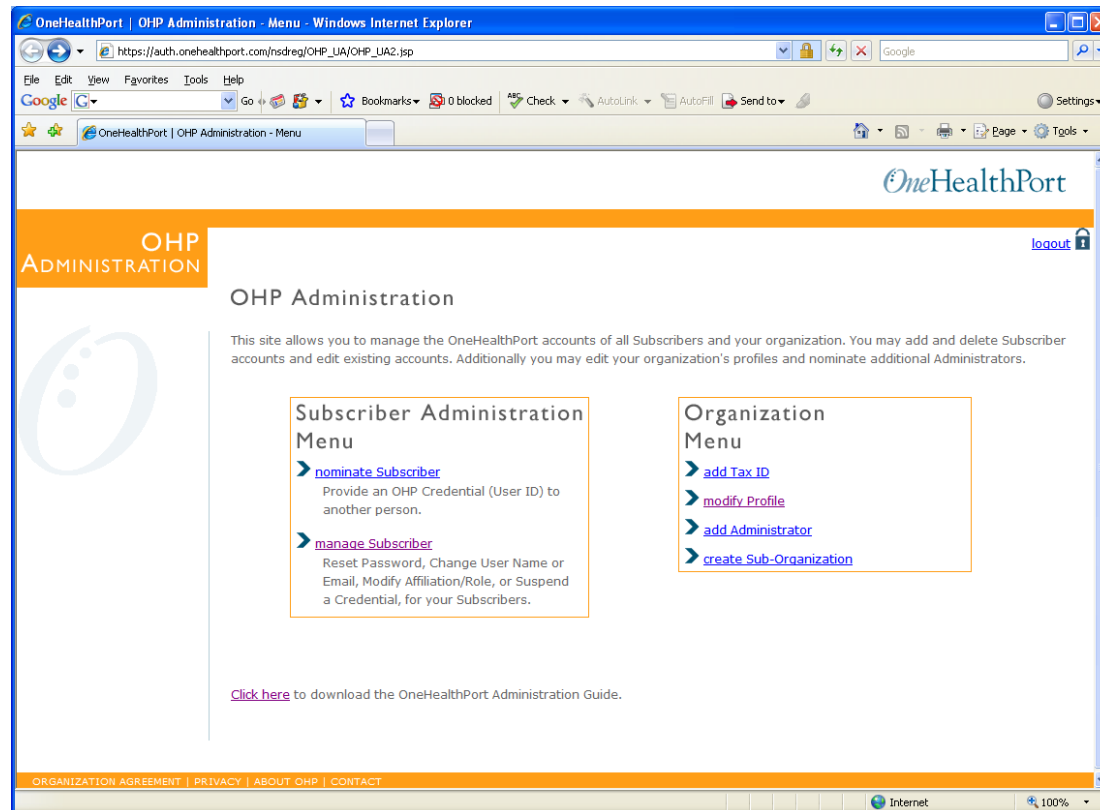 OneHealthPort | OHP Administration - Menu - Windows Internet Explorer
https://auth.onehealthport.com/nsdreg/OHP_UA/OHP_UA2.jsp
Google
File Edit View Favorites Tools Help
Google G Go Bookmarks 0 blocked ABC Check AutoLink AutoFill Send to Settings
OneHealthPort | OHP Administration - Menu
Page Tools
OneHealthPort
OHP
ADMINISTRATION
logout
OHP Administration
This site allows you to manage the OneHealthPort accounts of all Subscribers and your organization. You may add and delete Subscriber
accounts and edit existing accounts. Additionally you may edit your organization's profiles and nominate additional Administrators.
Subscriber Administration
Menu
nominate Subscriber
Provide an OHP Credential (User ID) to
another person.
manage Subscriber
Reset Password, Change User Name or
Email, Modify Affiliation/Role, or Suspend
a Credential, for your Subscribers.
Organization
Menu
add Tax ID
modify Profile
add Administrator
create Sub-Organization
Click here to download the OneHealthPort Administration Guide.
ORGANIZATION AGREEMENT | PRIVACY | ABOUT OHP | CONTACT
Internet 100%